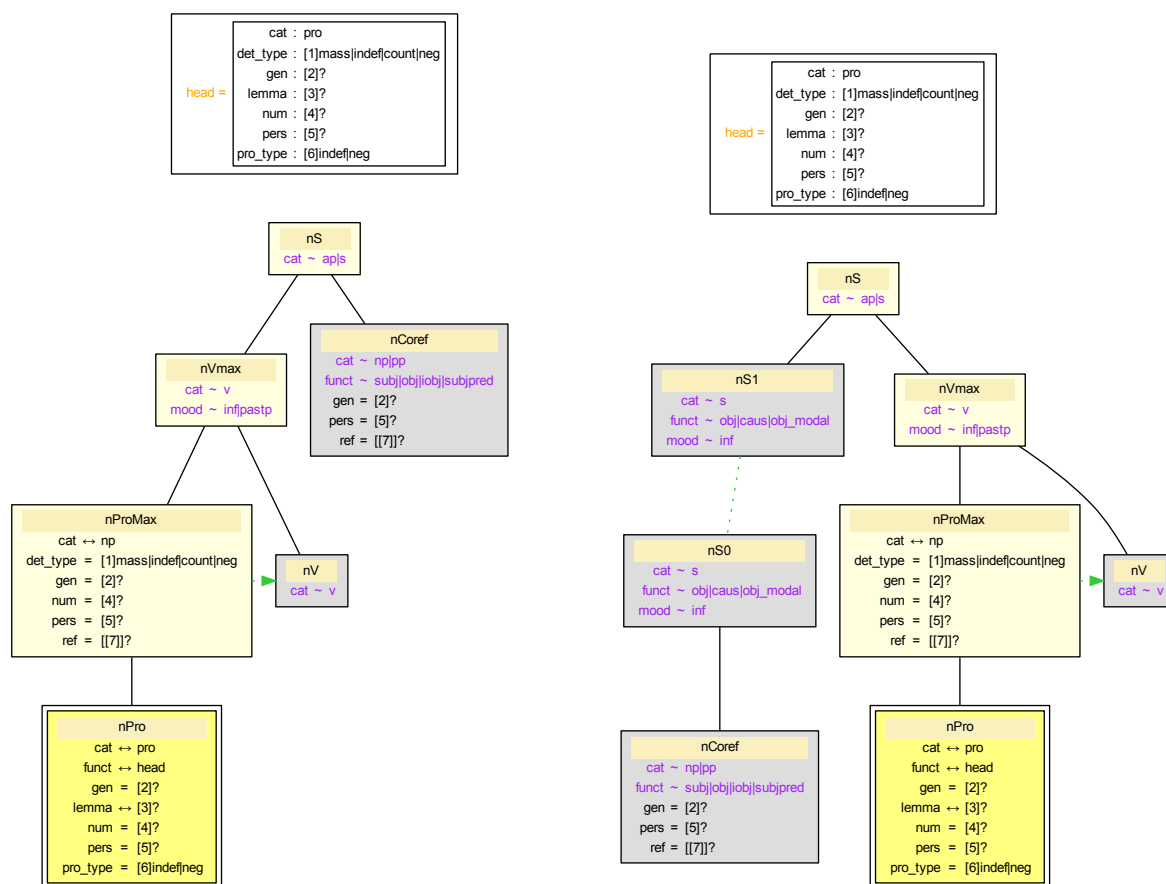 head =
cat : pro
det_type : [1]mass|indef|count|neg
gen : [2]?
lemma : [3]?
num : [4]?
pers : [5]?
pro_type : [6]indef|neg
nS
cat ~ ap|s
nVmax
cat ~ v
mood ~ inf|pastp
nCoref
cat ~ np|pp
funct ~ subj|obj|iobj|subjpred
gen = [2]?
pers = [5]?
ref = [[7]]?
nProMax
cat ↔ np
det_type = [1]mass|indef|count|neg
gen = [2]?
num = [4]?
pers = [5]?
ref = [[7]]?
nV
cat ~ v
nPro
cat ↔ pro
funct ↔ head
gen = [2]?
lemma ↔ [3]?
num = [4]?
pers = [5]?
pro_type = [6]indef|neg
head =
cat : pro
det_type : [1]mass|indef|count|neg
gen : [2]?
lemma : [3]?
num : [4]?
pers : [5]?
pro_type : [6]indef|neg
nS
cat ~ ap|s
nS1
cat ~ s
funct ~ obj|caus|obj_modal
mood ~ inf
nVmax
cat ~ v
mood ~ inf|pastp
nS0
cat ~ s
funct ~ obj|caus|obj_modal
mood ~ inf
nProMax
cat ↔ np
det_type = [1]mass|indef|count|neg
gen = [2]?
num = [4]?
pers = [5]?
ref = [[7]]?
nV
cat ~ v
nCoref
cat ~ np|pp
funct ~ subj|obj|iobj|subjpred
gen = [2]?
pers = [5]?
ref = [[7]]?
nPro
cat ↔ pro
funct ↔ head
gen = [2]?
lemma ↔ [3]?
num = [4]?
pers = [5]?
pro_type = [6]indef|neg